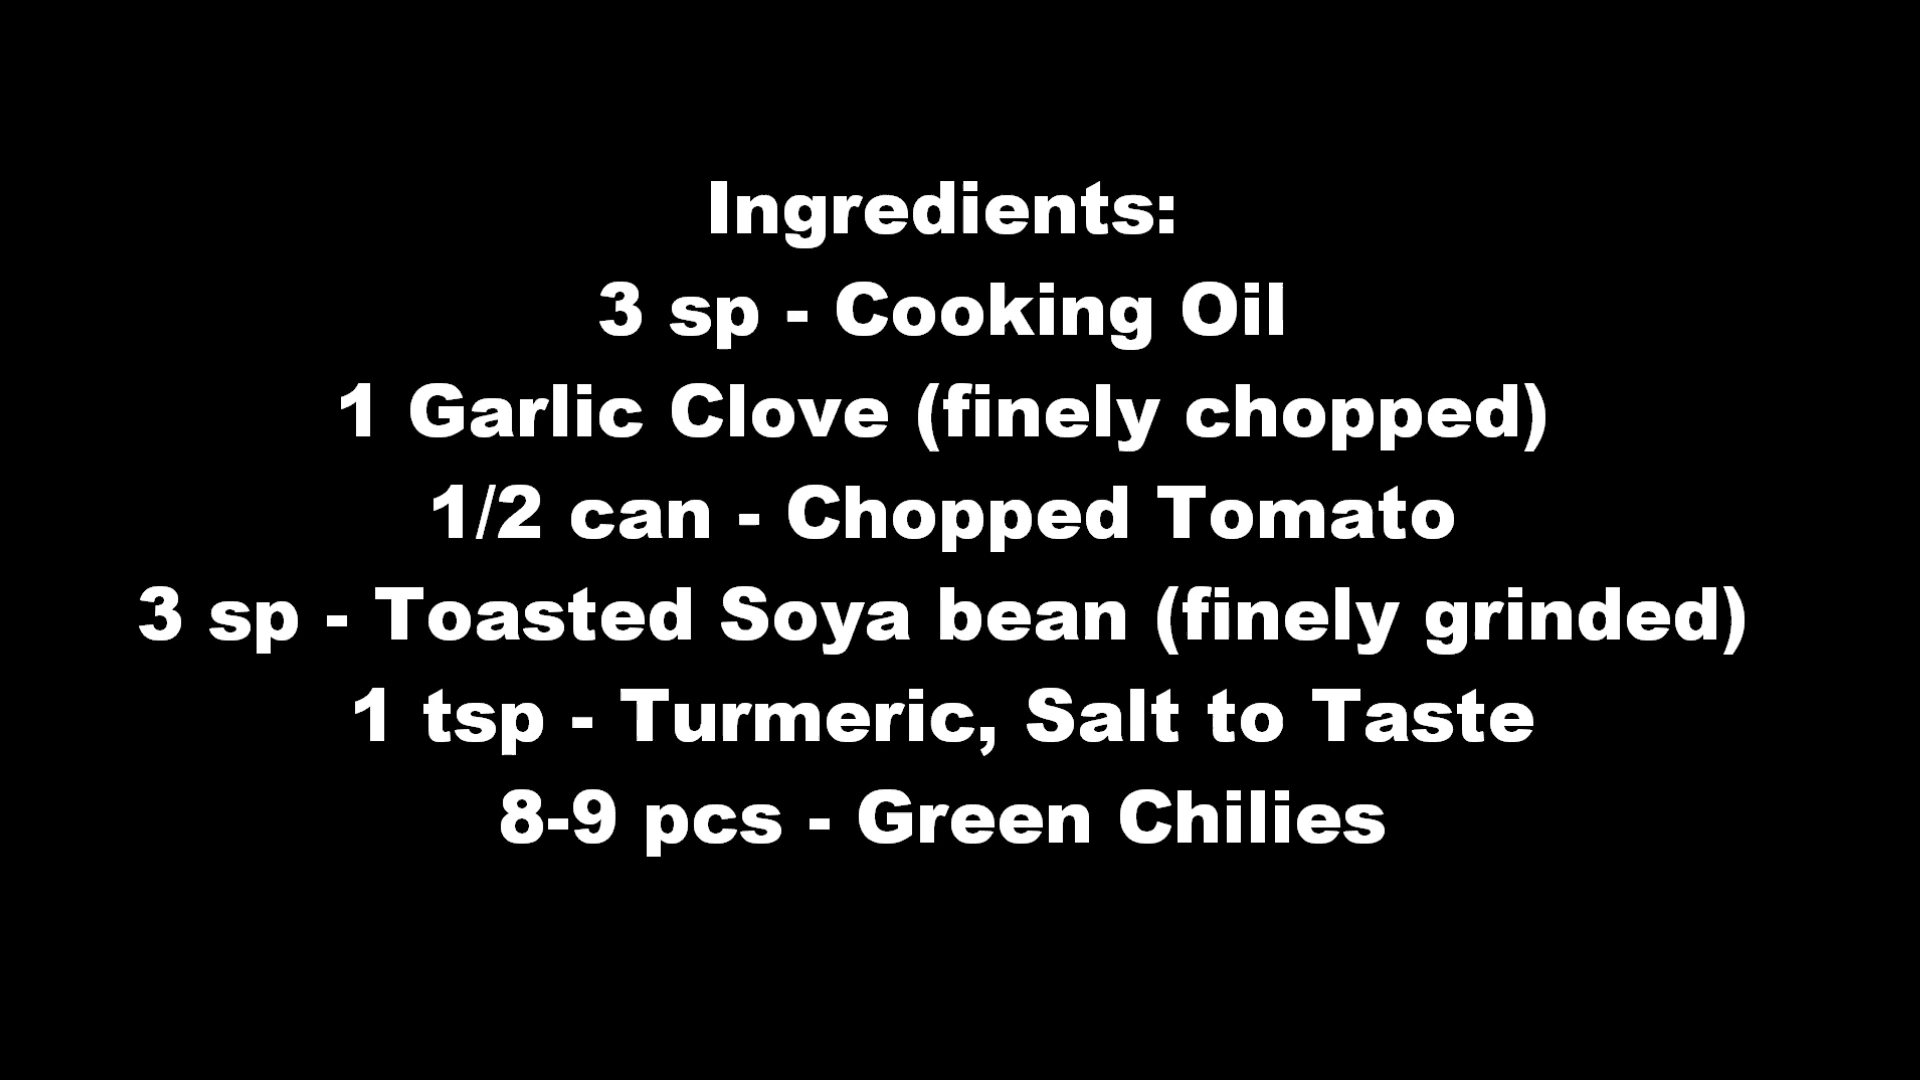 Ingredients:
3 sp - Cooking Oil
1 Garlic Clove (finely chopped)
1/2 can - Chopped Tomato
3 sp - Toasted Soya bean (finely grinded)
1 tsp - Turmeric, Salt to Taste
8-9 pcs - Green Chilies